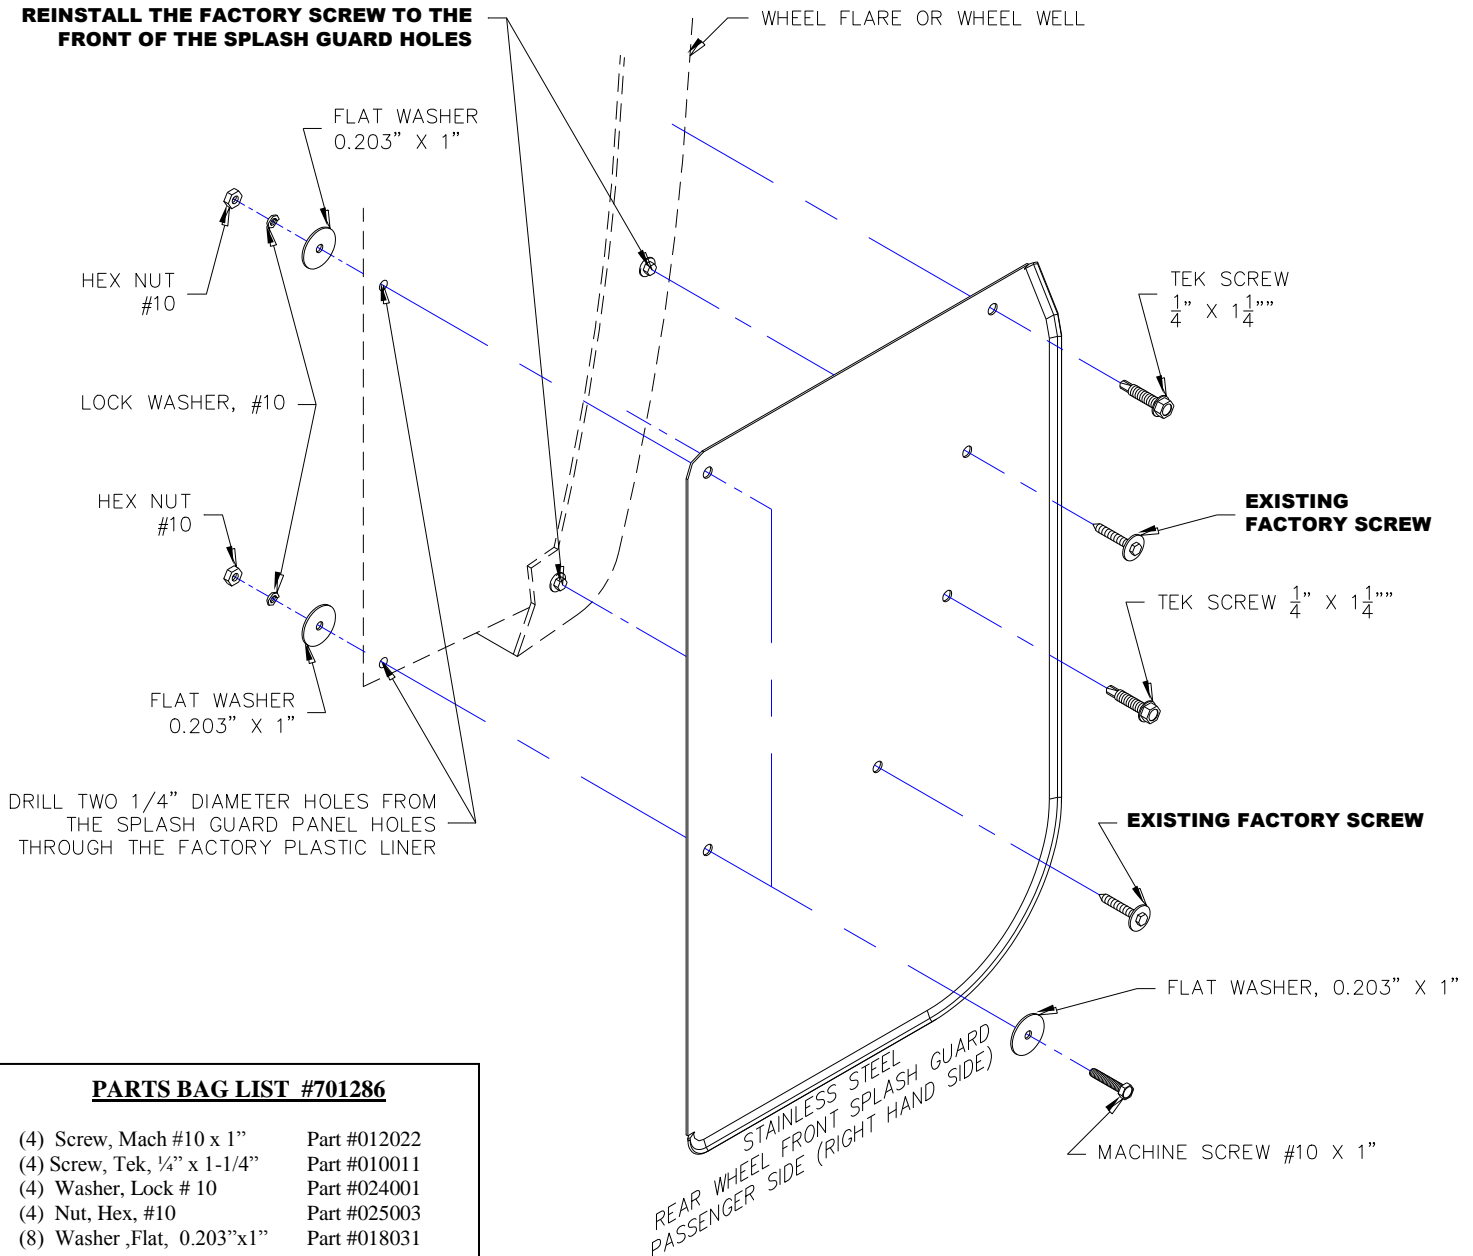 REINSTALL THE FACTORY SCREW TO THE
FRONT OF THE SPLASH GUARD HOLES
WHEEL FLARE OR WHEEL WELL
FLAT WASHER
0.203” X 1”
HEX NUT
#10
TEK SCREW
1/4” X 1 1/4””
LOCK WASHER, #10
HEX NUT
#10
EXISTING
FACTORY SCREW
TEK SCREW 1/4” X 1 1/4””
FLAT WASHER
0.203” X 1”
DRILL TWO 1/4” DIAMETER HOLES FROM
THE SPLASH GUARD PANEL HOLES
THROUGH THE FACTORY PLASTIC LINER
EXISTING FACTORY SCREW
FLAT WASHER, 0.203” X 1”
STAINLESS STEEL
REAR WHEEL FRONT SPLASH GUARD
PASSENGER SIDE (RIGHT HAND SIDE)
MACHINE SCREW #10 X 1”
PARTS BAG LIST #701286
(4) Screw, Mach #10 x 1” Part #012022
(4) Screw, Tek, ¼” x 1-1/4” Part #010011
(4) Washer, Lock # 10 Part #024001
(4) Nut, Hex, #10 Part #025003
(8) Washer ,Flat, 0.203”x1” Part #018031